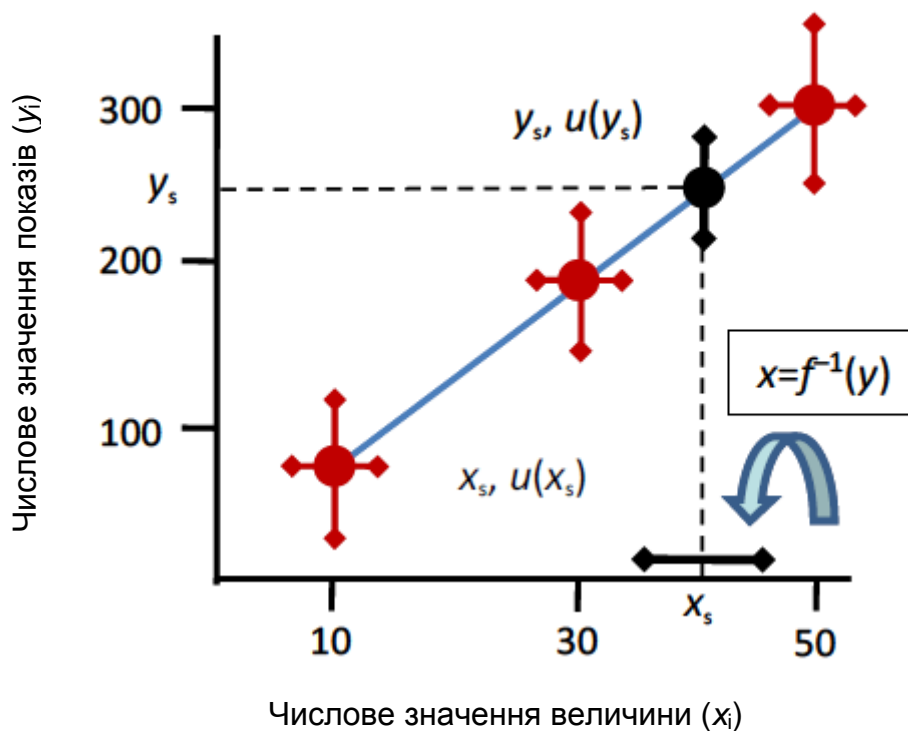 Числове значення показів (yi)
300
ys
200
100
ys, u(ys)
x=f⁻¹(y)
xs, u(xs)
xs
10
30
50
Числове значення величини (xi)